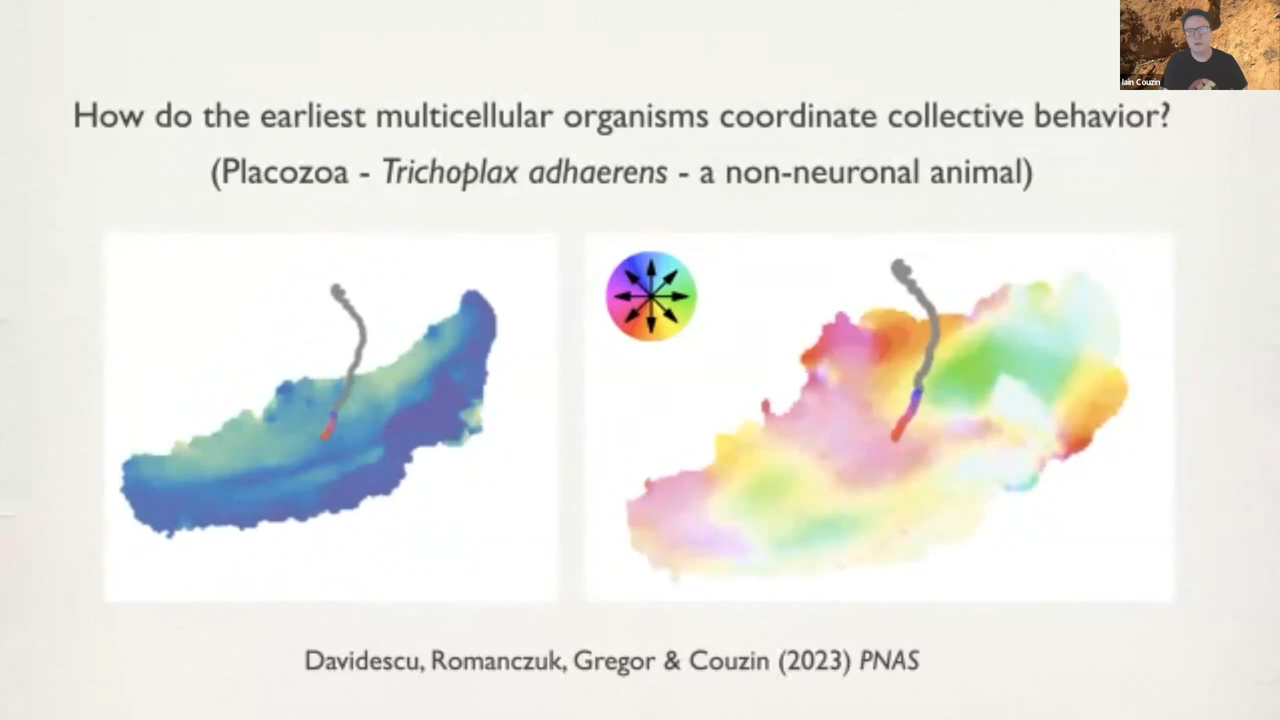 Iain Couzin
How do the earliest multicellular organisms coordinate collective behavior?
(Placozoa - Trichoplax adhaerens - a non-neuronal animal)
Davidescu, Romanczuk, Gregor & Couzin (2023) PNAS